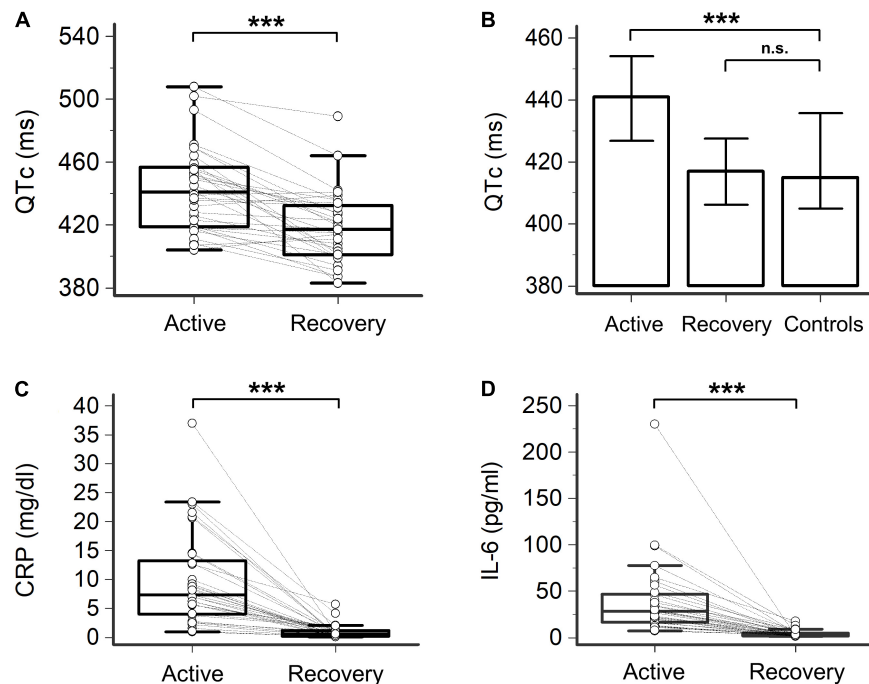 A
QTc (ms)
540
500
460
420
380
***
Active Recovery
B
QTc (ms)
460
440
420
400
380
***
n.s.
Active Recovery Controls
C
CRP (mg/dl)
40
35
30
25
20
15
10
5
0
***
Active Recovery
D
IL-6 (pg/ml)
250
200
150
100
50
0
***
Active Recovery